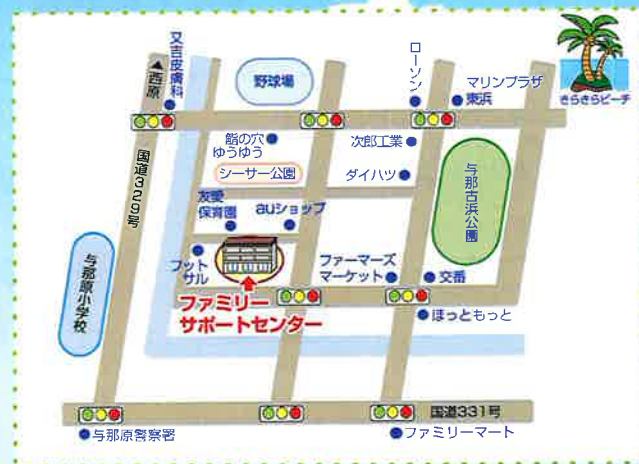 ▲西原
又吉皮膚科
野球場
ローソン
マリンプラザ
東浜
きらきらビーチ
鮨の穴
ゆうゆう
次郎工業
シーサー公園
ダイハツ
国道329号
友愛
保育園
auショップ
与那古浜公園
与那原小学校
フット
サル
ファーマーズ
マーケット
交番
ファミリー
サポートセンター
ほっともっと
国道331号
与那原警察署
ファミリーマート